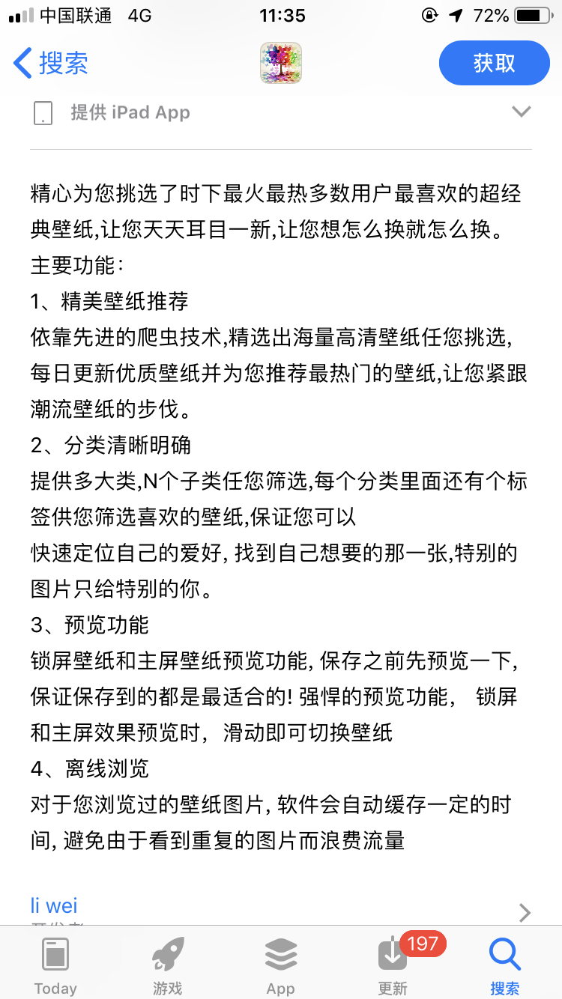 中国联通 4G 11:35 72%
搜索 获取
提供 iPad App
精心为您挑选了时下最火最热多数用户最喜欢的超经
典壁纸,让您天天耳目一新,让您想怎么换就怎么换。
主要功能：
1、精美壁纸推荐
依靠先进的爬虫技术,精选出海量高清壁纸任您挑选,
每日更新优质壁纸并为您推荐最热门的壁纸,让您紧跟
潮流壁纸的步伐。
2、分类清晰明确
提供多大类,N个子类任您筛选,每个分类里面还有个标
签供您筛选喜欢的壁纸,保证您可以
快速定位自己的爱好, 找到自己想要的那一张,特别的
图片只给特别的你。
3、预览功能
锁屏壁纸和主屏壁纸预览功能, 保存之前先预览一下,
保证保存到的都是最适合的! 强悍的预览功能， 锁屏
和主屏效果预览时，滑动即可切换壁纸
4、离线浏览
对于您浏览过的壁纸图片, 软件会自动缓存一定的时
间, 避免由于看到重复的图片而浪费流量
li wei
197
Today 游戏 App 更新 搜索